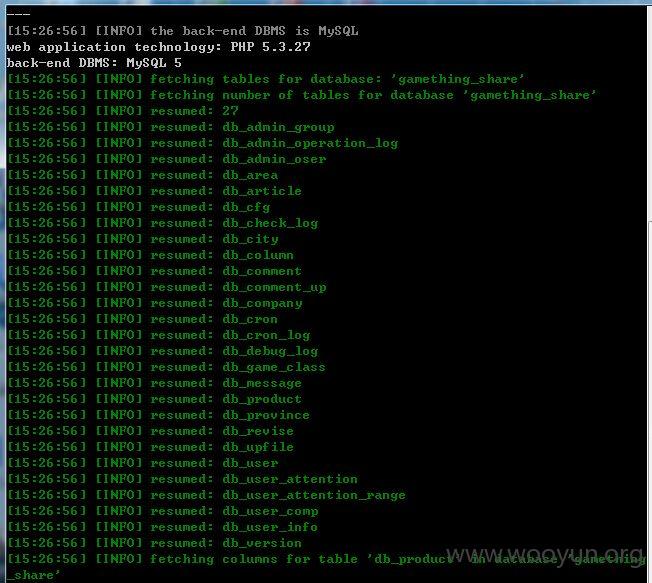 ---
[15:26:56] [INFO] the back-end DBMS is MySQL
web application technology: PHP 5.3.27
back-end DBMS: MySQL 5
[15:26:56] [INFO] fetching tables for database: 'gamething_share'
[15:26:56] [INFO] fetching number of tables for database 'gamething_share'
[15:26:56] [INFO] resumed: 27
[15:26:56] [INFO] resumed: db_admin_group
[15:26:56] [INFO] resumed: db_admin_operation_log
[15:26:56] [INFO] resumed: db_admin_oser
[15:26:56] [INFO] resumed: db_area
[15:26:56] [INFO] resumed: db_article
[15:26:56] [INFO] resumed: db_cfg
[15:26:56] [INFO] resumed: db_check_log
[15:26:56] [INFO] resumed: db_city
[15:26:56] [INFO] resumed: db_column
[15:26:56] [INFO] resumed: db_comment
[15:26:56] [INFO] resumed: db_comment_up
[15:26:56] [INFO] resumed: db_company
[15:26:56] [INFO] resumed: db_cron
[15:26:56] [INFO] resumed: db_cron_log
[15:26:56] [INFO] resumed: db_debug_log
[15:26:56] [INFO] resumed: db_game_class
[15:26:56] [INFO] resumed: db_message
[15:26:56] [INFO] resumed: db_product
[15:26:56] [INFO] resumed: db_province
[15:26:56] [INFO] resumed: db_revise
[15:26:56] [INFO] resumed: db_upfile
[15:26:56] [INFO] resumed: db_user
[15:26:56] [INFO] resumed: db_user_attention
[15:26:56] [INFO] resumed: db_user_attention_range
[15:26:56] [INFO] resumed: db_user_comp
[15:26:56] [INFO] resumed: db_user_info
[15:26:56] [INFO] resumed: db_version
[15:26:56] [INFO] fetching columns for table 'db_product' in database 'gamething
_share'
www.wooyun.org